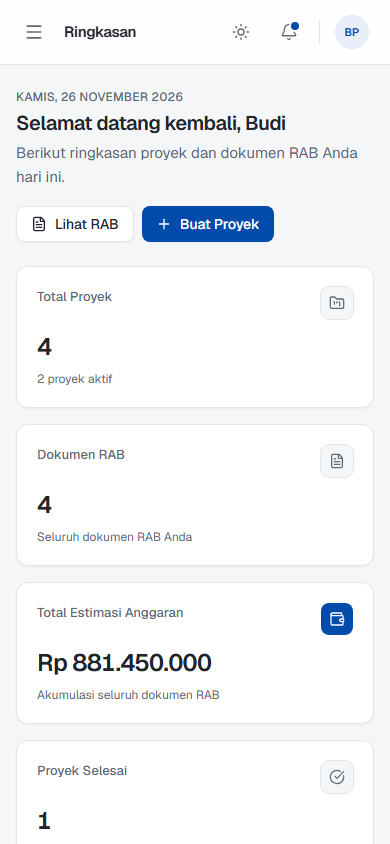 Ringkasan
BP
KAMIS, 26 NOVEMBER 2026
Selamat datang kembali, Budi
Berikut ringkasan proyek dan dokumen RAB Anda
hari ini.
Lihat RAB
Buat Proyek
Total Proyek
4
2 proyek aktif
Dokumen RAB
4
Seluruh dokumen RAB Anda
Total Estimasi Anggaran
Rp 881.450.000
Akumulasi seluruh dokumen RAB
Proyek Selesai
1